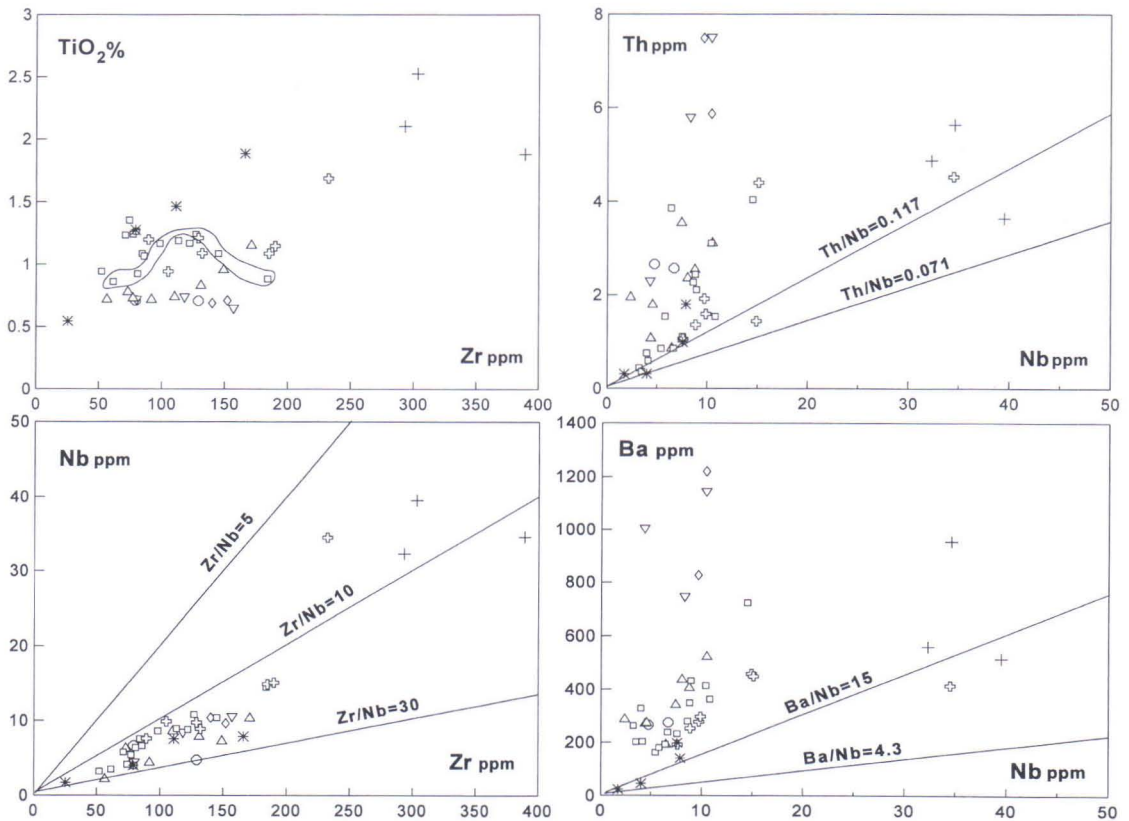 3
2.5
2
1.5
1
0.5
0
TiO2%
Zr ppm
0 50 100 150 200 250 300 350 400
8
6
4
2
0
Th ppm
Th/Nb=0.117
Th/Nb=0.071
Nb ppm
0 10 20 30 40 50
50
40
30
20
10
0
Nb ppm
Zr/Nb=5
Zr/Nb=10
Zr/Nb=30
Zr ppm
0 50 100 150 200 250 300 350 400
1400
1200
1000
800
600
400
200
0
Ba ppm
Ba/Nb=15
Ba/Nb=4.3
Nb ppm
0 10 20 30 40 50